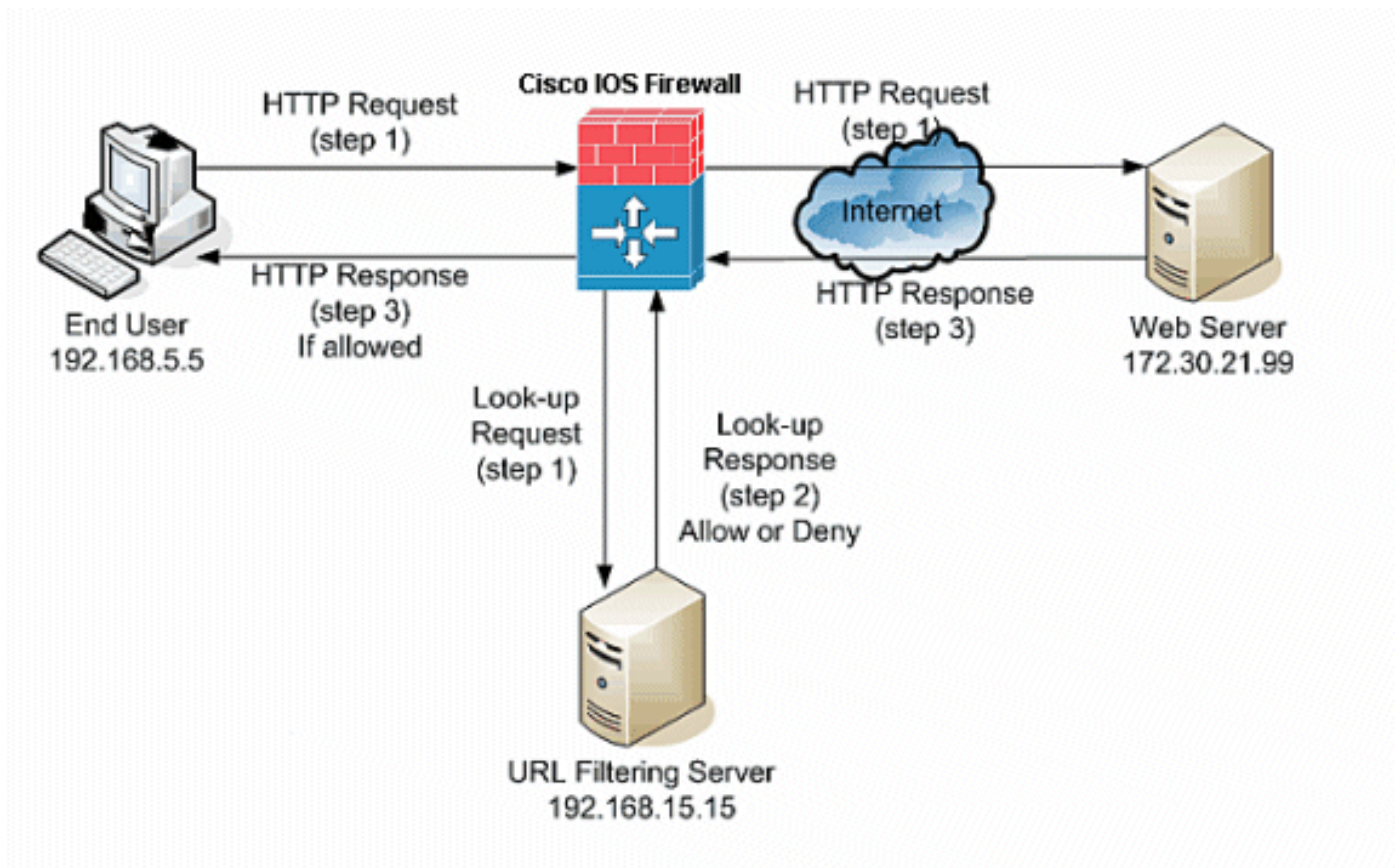 Cisco IOS Firewall
HTTP Request
(step 1)
HTTP Request
(step 1)
Internet
HTTP Response
(step 3)
If allowed
HTTP Response
(step 3)
End User
192.168.5.5
Web Server
172.30.21.99
Look-up
Request
(step 1)
Look-up
Response
(step 2)
Allow or Deny
URL Filtering Server
192.168.15.15